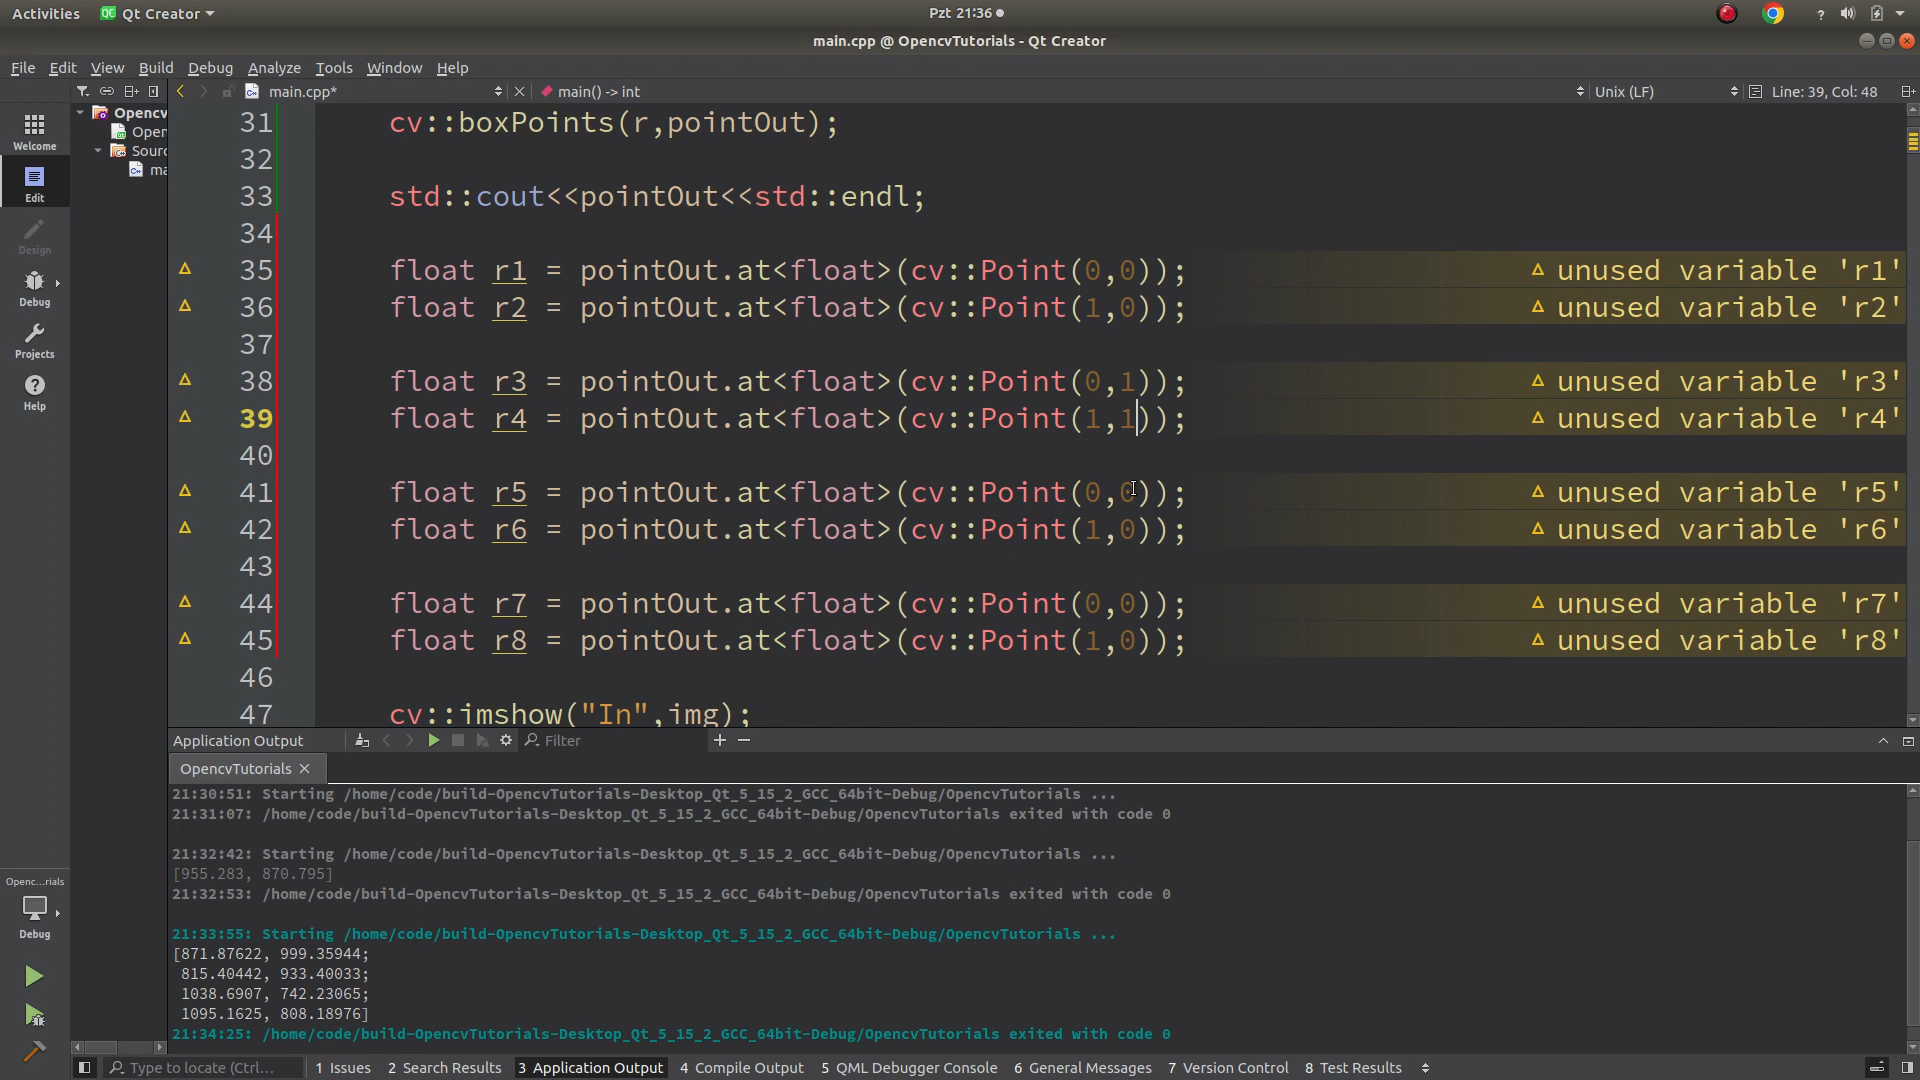 Activities
Qt Creator
Pzt 21:36
?
main.cpp @ OpencvTutorials - Qt Creator
File Edit View Build Debug Analyze Tools Window Help
main.cpp*
main() -> int
Unix (LF)
Line: 39, Col: 48
Welcome
Edit
Design
Debug
Projects
Help
Opencv
Open
Sourc
ma
31 cv::boxPoints(r,pointOut);
32
33 std::cout<<pointOut<<std::endl;
34
35 float r1 = pointOut.at<float>(cv::Point(0,0)); unused variable 'r1'
36 float r2 = pointOut.at<float>(cv::Point(1,0)); unused variable 'r2'
37
38 float r3 = pointOut.at<float>(cv::Point(0,1)); unused variable 'r3'
39 float r4 = pointOut.at<float>(cv::Point(1,1)); unused variable 'r4'
40
41 float r5 = pointOut.at<float>(cv::Point(0,0)); unused variable 'r5'
42 float r6 = pointOut.at<float>(cv::Point(1,0)); unused variable 'r6'
43
44 float r7 = pointOut.at<float>(cv::Point(0,0)); unused variable 'r7'
45 float r8 = pointOut.at<float>(cv::Point(1,0)); unused variable 'r8'
46
47 cv::imshow("In",img);
Application Output
Filter
OpencvTutorials
21:30:51: Starting /home/code/build-OpencvTutorials-Desktop_Qt_5_15_2_GCC_64bit-Debug/OpencvTutorials ...
21:31:07: /home/code/build-OpencvTutorials-Desktop_Qt_5_15_2_GCC_64bit-Debug/OpencvTutorials exited with code 0
21:32:42: Starting /home/code/build-OpencvTutorials-Desktop_Qt_5_15_2_GCC_64bit-Debug/OpencvTutorials ...
[955.283, 870.795]
21:32:53: /home/code/build-OpencvTutorials-Desktop_Qt_5_15_2_GCC_64bit-Debug/OpencvTutorials exited with code 0
21:33:55: Starting /home/code/build-OpencvTutorials-Desktop_Qt_5_15_2_GCC_64bit-Debug/OpencvTutorials ...
[871.87622, 999.35944;
815.40442, 933.40033;
1038.6907, 742.23065;
1095.1625, 808.18976]
21:34:25: /home/code/build-OpencvTutorials-Desktop_Qt_5_15_2_GCC_64bit-Debug/OpencvTutorials exited with code 0
Openc...rials
Debug
Type to locate (Ctrl...
1 Issues 2 Search Results 3 Application Output 4 Compile Output 5 QML Debugger Console 6 General Messages 7 Version Control 8 Test Results